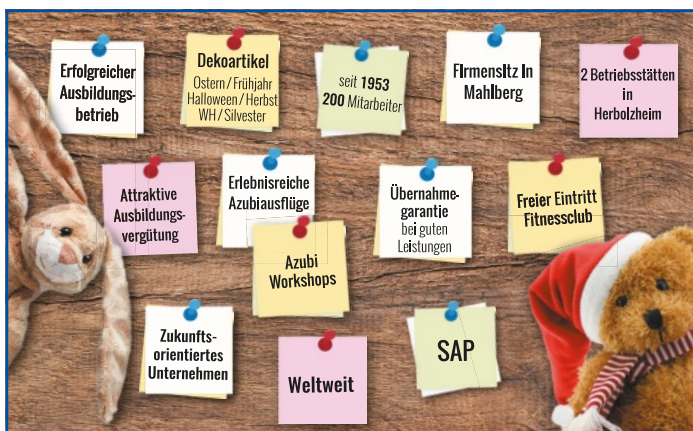 Erfolgreicher
Ausbildungs-
betrieb
Dekoartikel
Ostern / Frühjahr
Halloween / Herbst
WH / Silvester
seit 1953
200 Mitarbeiter
Firmensitz in
Mahlberg
2 Betriebsstätten
in
Herbolzheim
Attraktive
Ausbildungs-
vergütung
Erlebnisreiche
Azubiausflüge
Übernahme-
garantie
bei guten
Leistungen
Freier Eintritt
Fitnessclub
Azubi
Workshops
Zukunfts-
orientiertes
Unternehmen
Weltweit
SAP